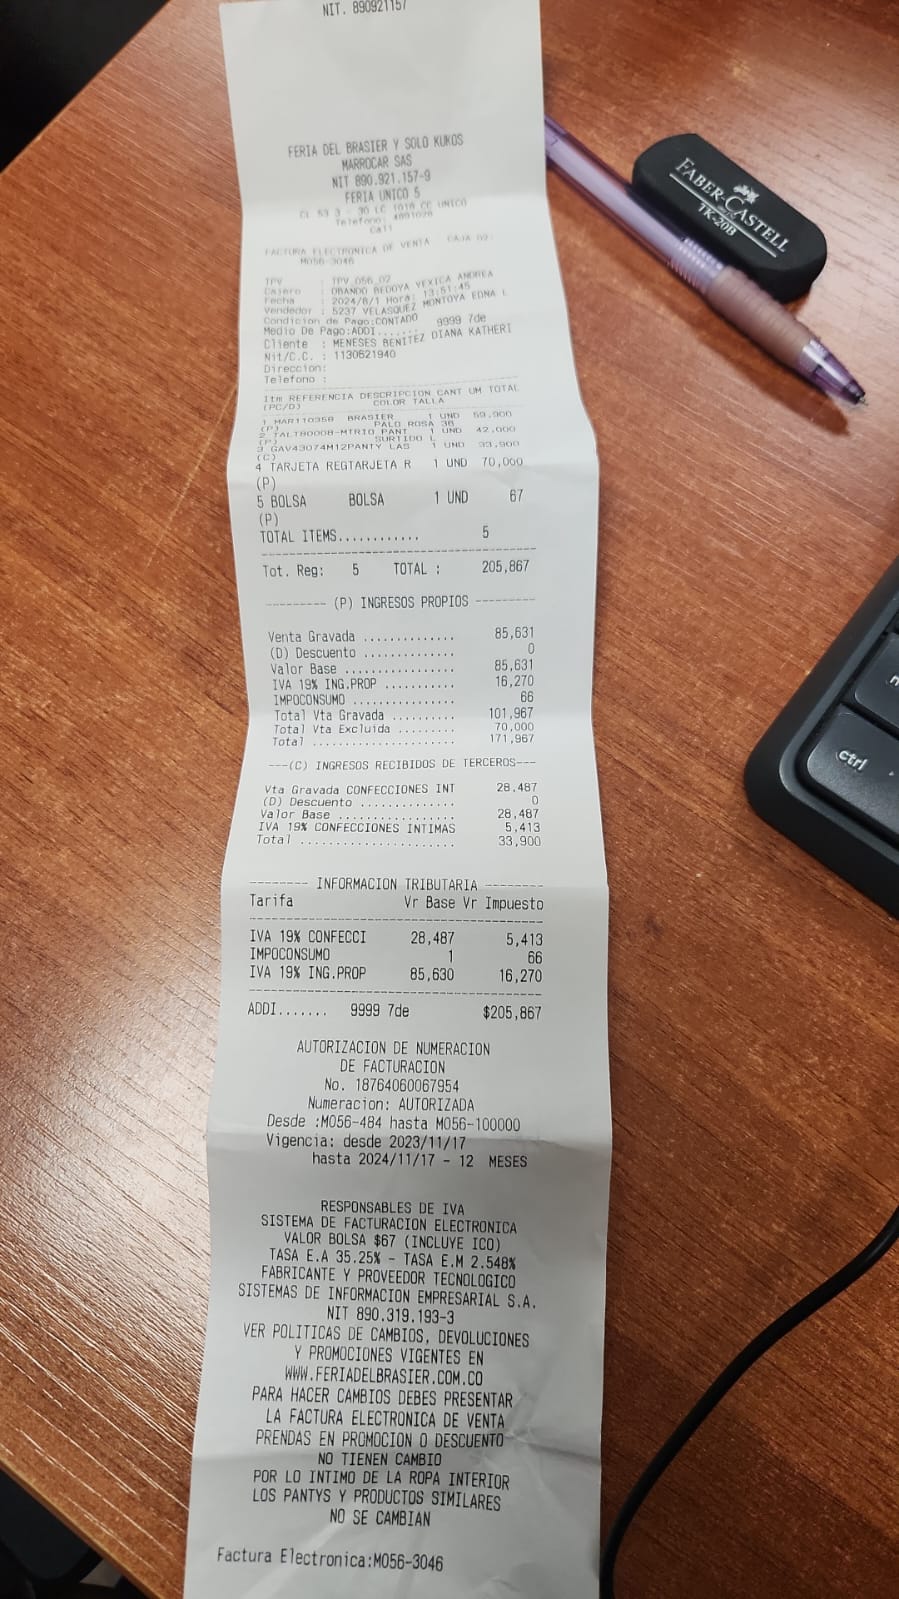 NIT. 890921157
FERIA DEL BRASIER Y SOLO KUKOS
MARROCAR SAS
NIT 890.921.157-9
FERIA UNICO 5
CL 53 3 - 30 LC 1018 CC UNICO
Telefono: 4891028
Cali
FACTURA ELECTRONICA DE VENTA CAJA 02:
M056-3046
TPV : TPV_056_02
Cajero : OBANDO BEDOYA YEXICA ANDREA
Fecha : 2024/8/1 Hora: 13:51:45
Vendedor : 5237 VELASQUEZ MONTOYA EDNA L
Condicion de Pago:CONTADO 9999 7de
Medio De Pago:ADDI.......
Cliente : MENESES BENITEZ DIANA KATHERI
Nit/C.C. : 1130621940
Direccion:
Telefono :
Itm REFERENCIA DESCRIPCION CANT UM TOTAL
(PC/D) COLOR TALLA
1 MAR110358 BRASIER 1 UND 59,900
(P) PALO ROSA 36
2 TALT80008-MTRIO PANT 1 UND 42,000
(P) SURTIDO L
3 GAV43074M12PANTY LAS 1 UND 33,900
(C)
4 TARJETA REGTARJETA R 1 UND 70,000
(P)
5 BOLSA BOLSA 1 UND 67
(P)
TOTAL ITEMS............ 5
Tot. Reg: 5 TOTAL : 205,867
--------- (P) INGRESOS PROPIOS ---------
Venta Gravada .............. 85,631
(D) Descuento .............. 0
Valor Base ................. 85,631
IVA 19% ING.PROP ........... 16,270
IMPOCONSUMO ................ 66
Total Vta Gravada .......... 101,967
Total Vta Excluida ......... 70,000
Total ...................... 171,967
---(C) INGRESOS RECIBIDOS DE TERCEROS---
Vta Gravada CONFECCIONES INT 28,487
(D) Descuento .............. 0
Valor Base ................. 28,487
IVA 19% CONFECCIONES INTIMAS 5,413
Total ...................... 33,900
-------- INFORMACION TRIBUTARIA --------
Tarifa Vr Base Vr Impuesto
IVA 19% CONFECCI 28,487 5,413
IMPOCONSUMO 1 66
IVA 19% ING.PROP 85,630 16,270
ADDI....... 9999 7de $205,867
AUTORIZACION DE NUMERACION
DE FACTURACION
No. 18764060067954
Numeracion: AUTORIZADA
Desde :M056-484 hasta M056-100000
Vigencia: desde 2023/11/17
hasta 2024/11/17 - 12 MESES
RESPONSABLES DE IVA
SISTEMA DE FACTURACION ELECTRONICA
VALOR BOLSA $67 (INCLUYE ICO)
TASA E.A 35.25% - TASA E.M 2.548%
FABRICANTE Y PROVEEDOR TECNOLOGICO
SISTEMAS DE INFORMACION EMPRESARIAL S.A.
NIT 890.319.193-3
VER POLITICAS DE CAMBIOS, DEVOLUCIONES
Y PROMOCIONES VIGENTES EN
WWW.FERIADELBRASIER.COM.CO
PARA HACER CAMBIOS DEBES PRESENTAR
LA FACTURA ELECTRONICA DE VENTA
PRENDAS EN PROMOCION O DESCUENTO
NO TIENEN CAMBIO
POR LO INTIMO DE LA ROPA INTERIOR
LOS PANTYS Y PRODUCTOS SIMILARES
NO SE CAMBIAN
Factura Electronica:M056-3046
FABER-CASTELL
TK-20B
ctrl